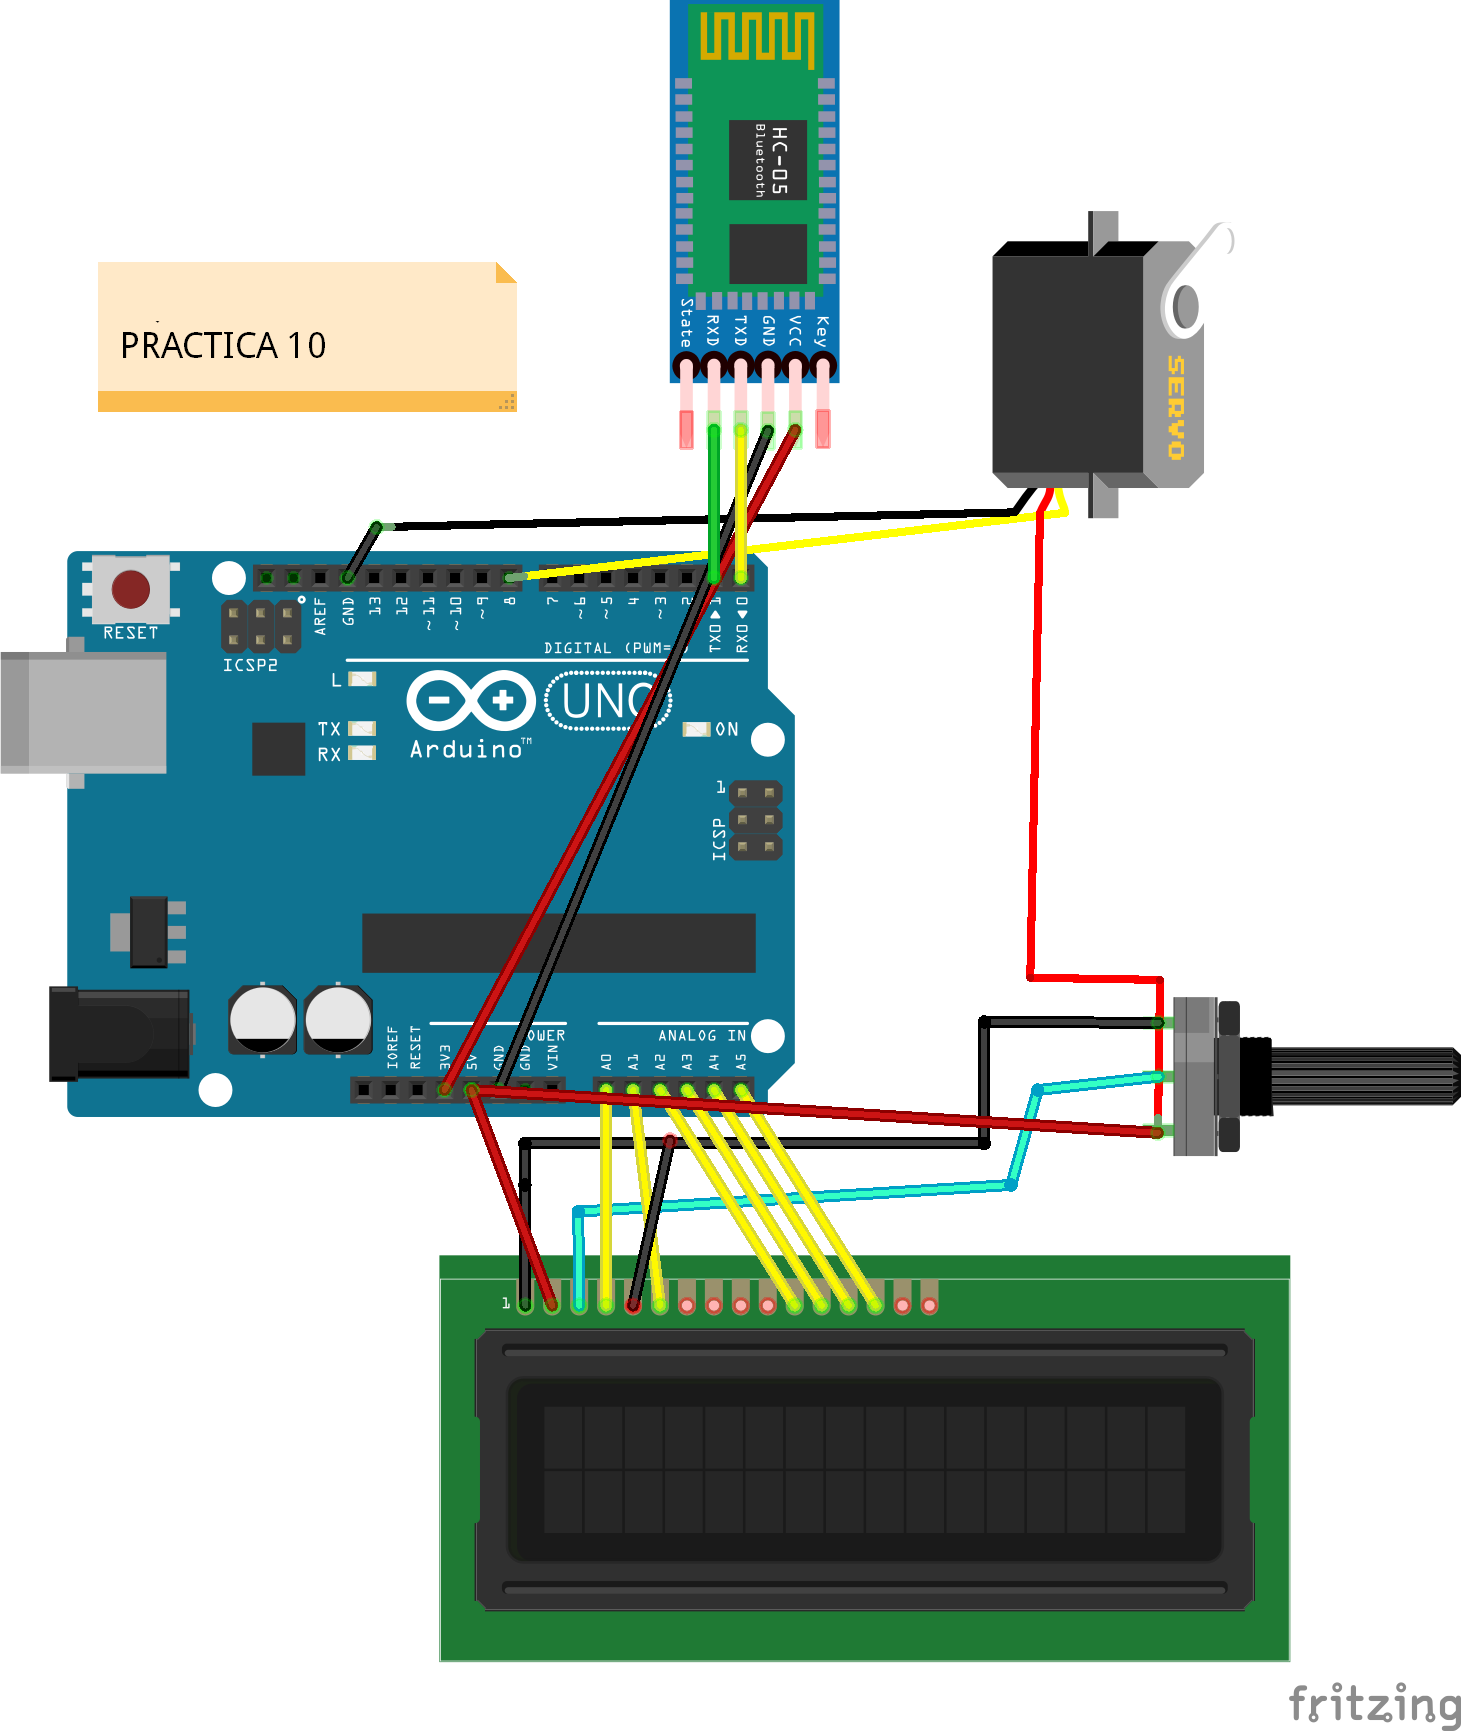 HC-05
Bluetooth
State
RXD
TXD
GND
VCC
Key
PRACTICA 10
SERVO
RESET
ICSP2
AREF
GND
13
12
~11
~10
~9
8
7
~6
~5
4
~3
2
TX0▶1
RX0◀0
DIGITAL (PWM=
L
TX
RX
UNO
Arduino™
ON
1
ICSP
IOREF
RESET
3V3
5V
GND
GND
VIN
OWER
ANALOG IN
A0
A1
A2
A3
A4
A5
1
fritzing